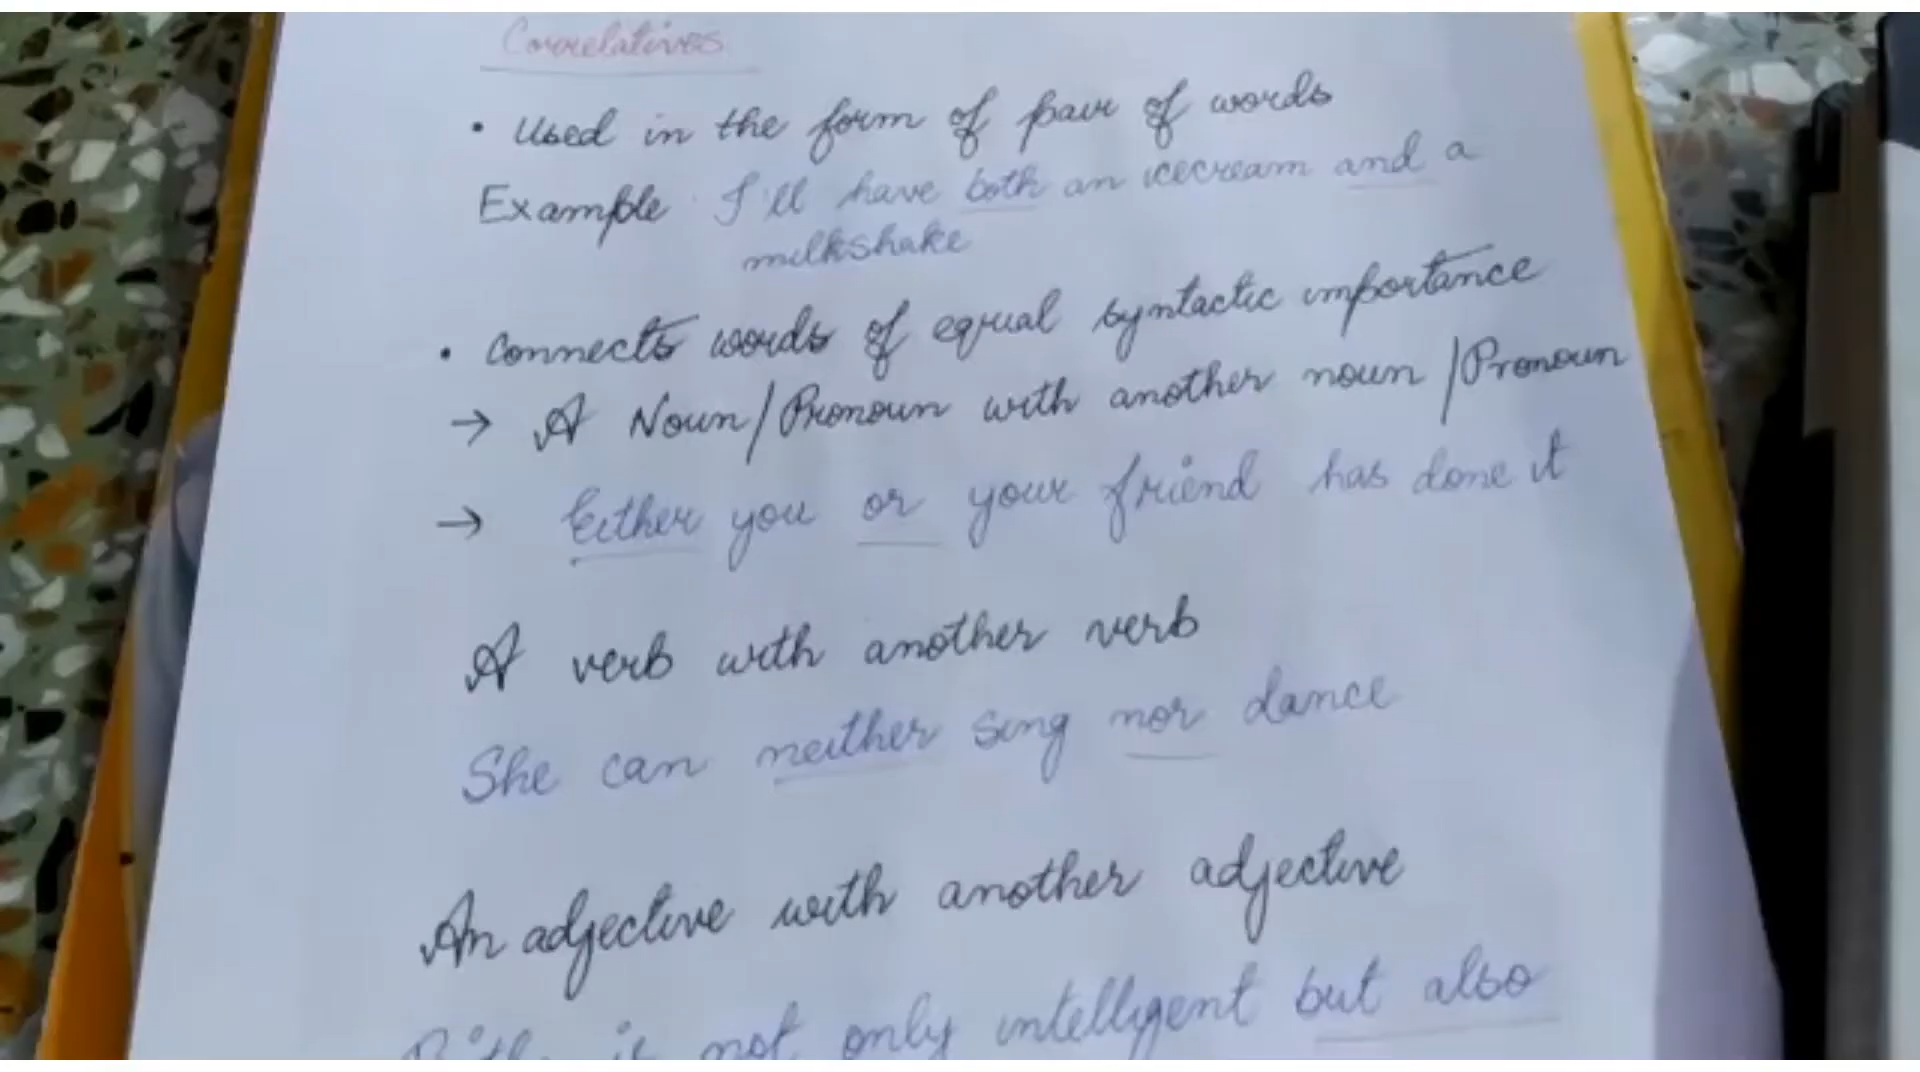 Correlatives
• Used in the form of pair of words
Example I'll have both an icecream and a
milkshake
• Connects words of equal syntactic importance
→ A Noun/Pronoun with another noun/Pronoun
→ Either you or your friend has done it
A verb with another verb
She can neither sing nor dance
An adjective with another adjective
is not only intelligent but also